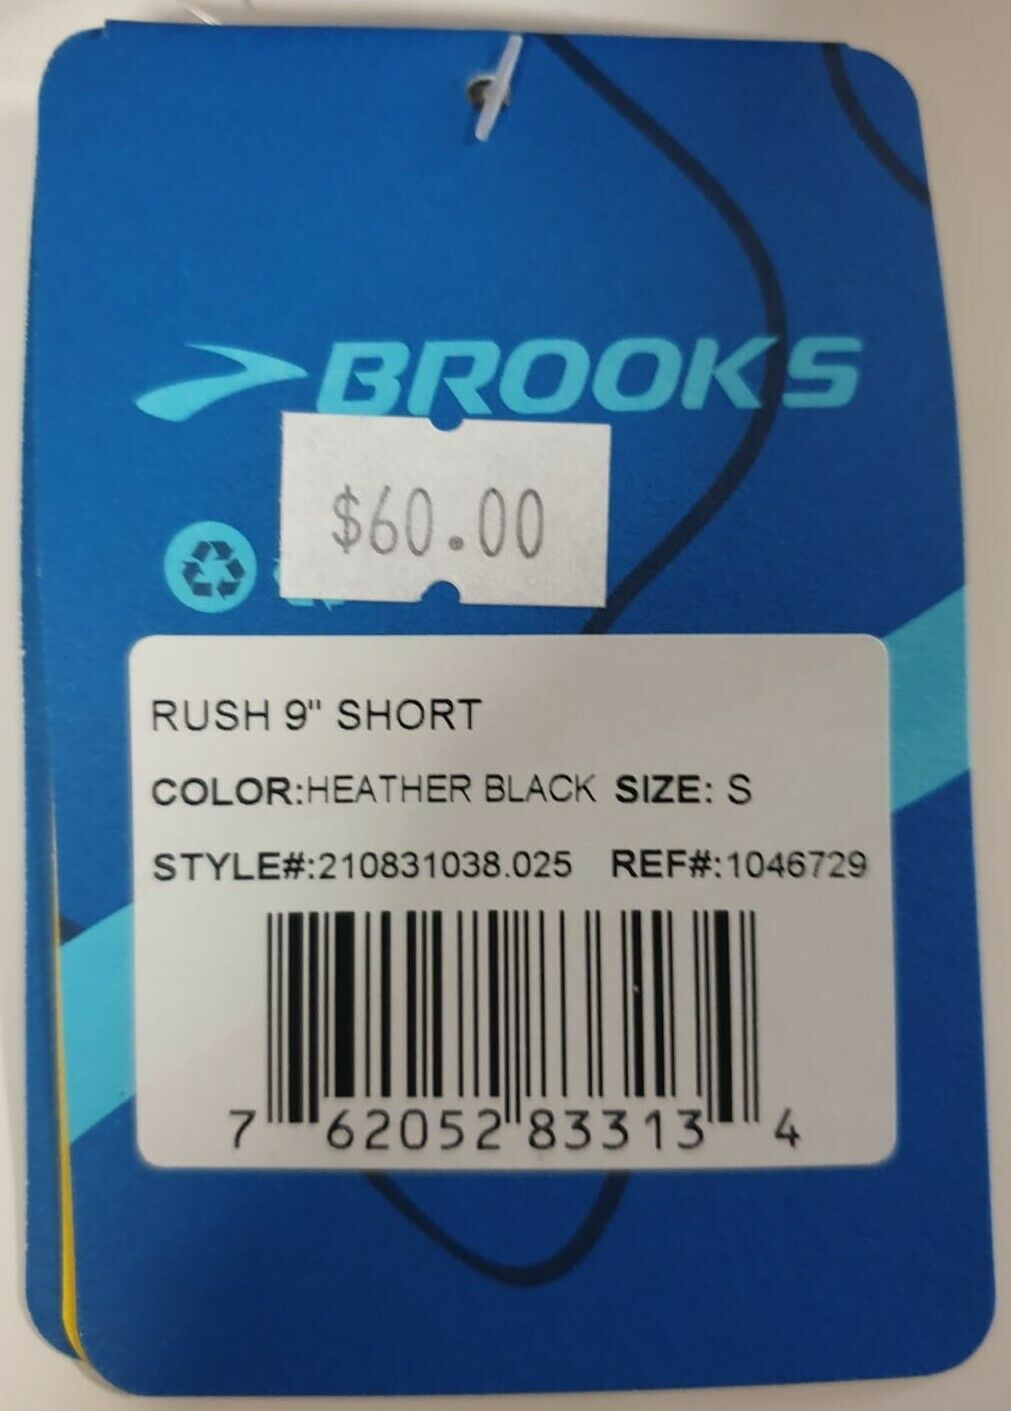 BROOKS
$60.00
RUSH 9" SHORT
COLOR:HEATHER BLACK SIZE: S
STYLE#:210831038.025 REF#:1046729
7 62052 83313 4